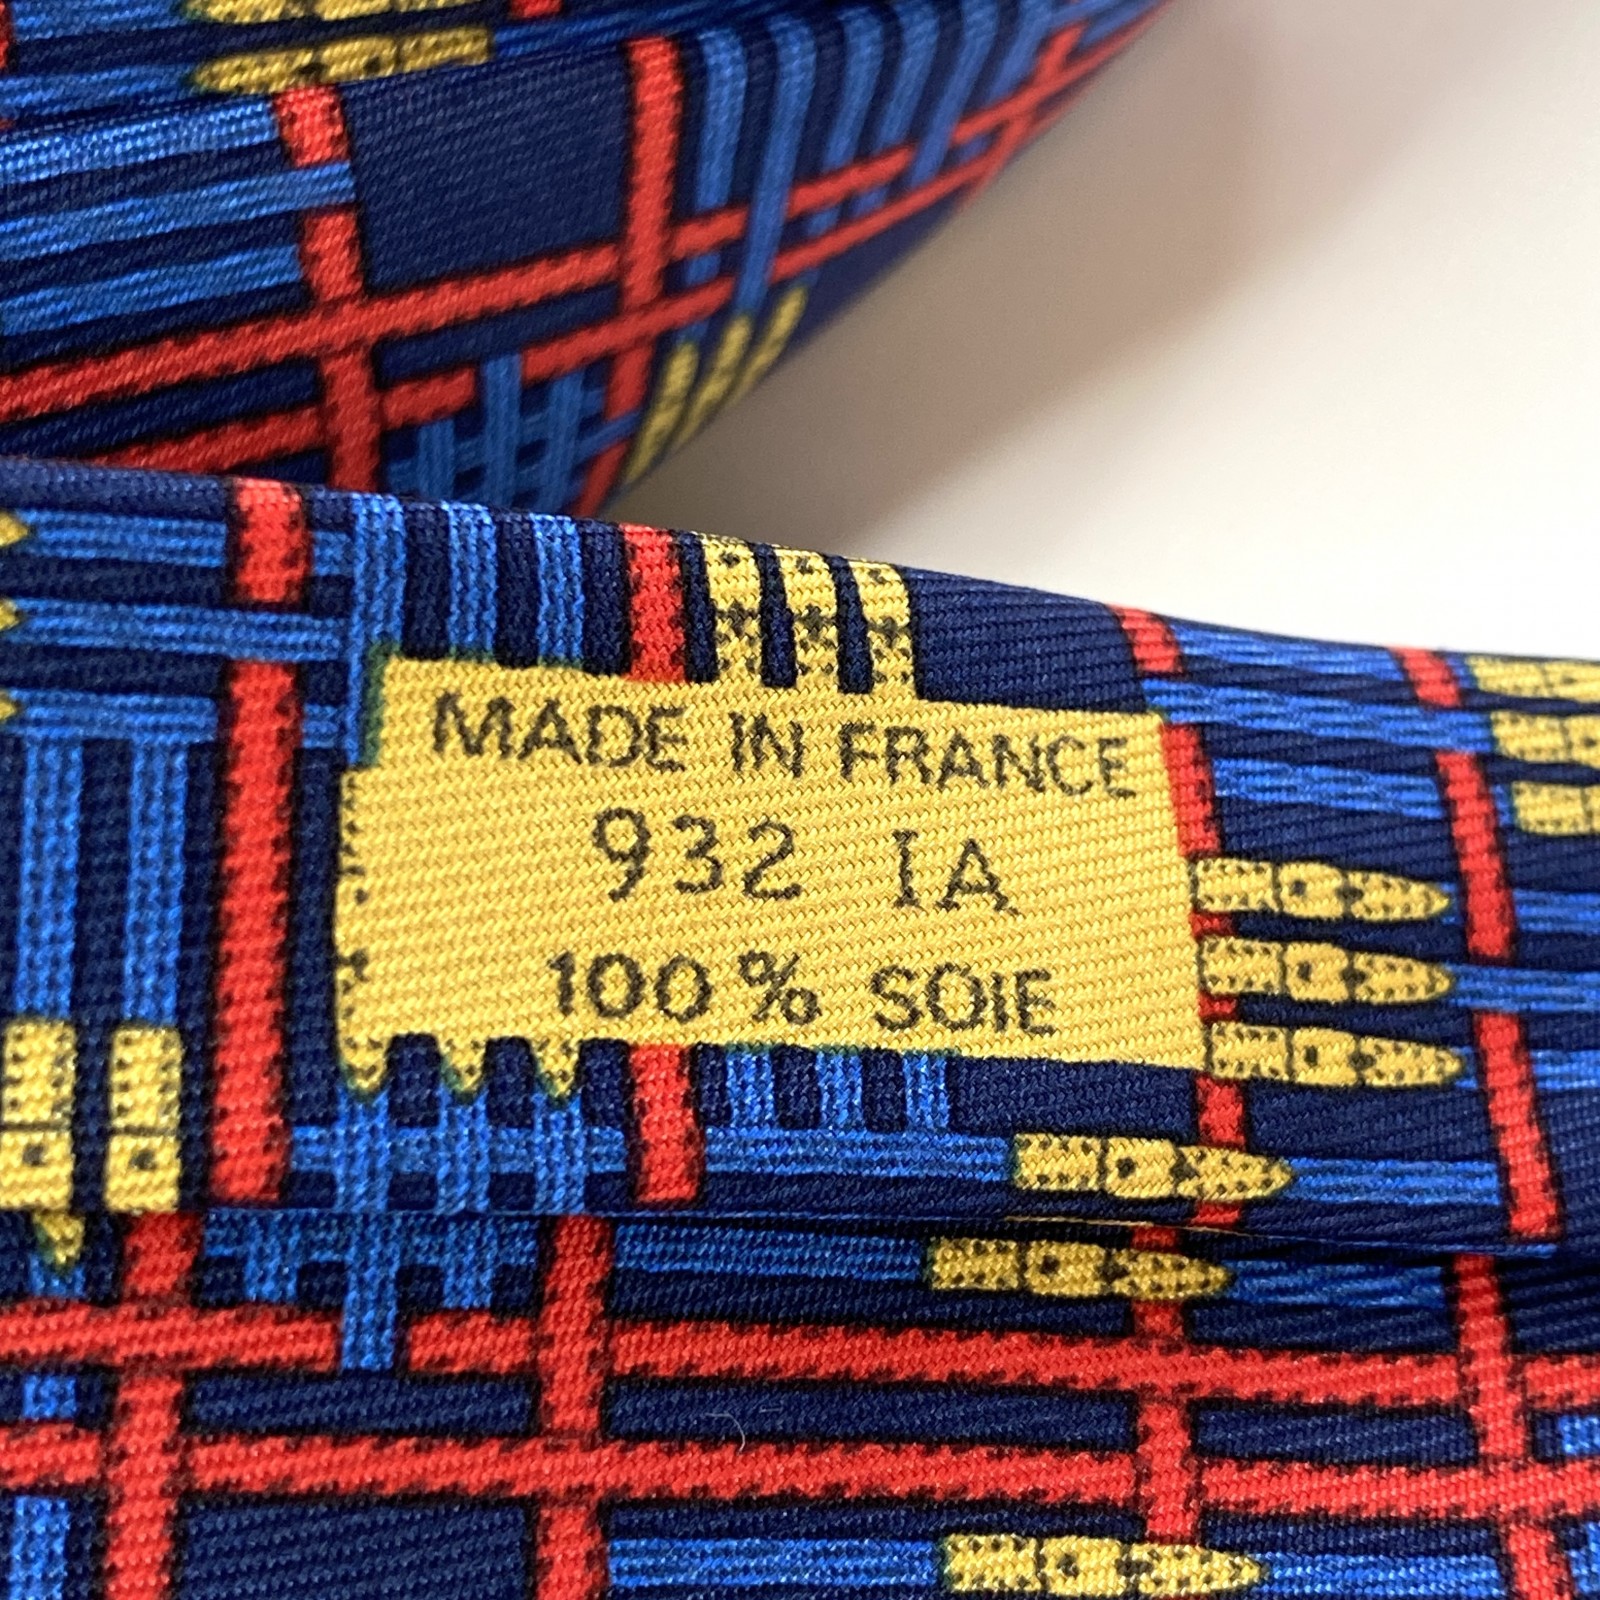 MADE IN FRANCE
932 IA
100% SOIE